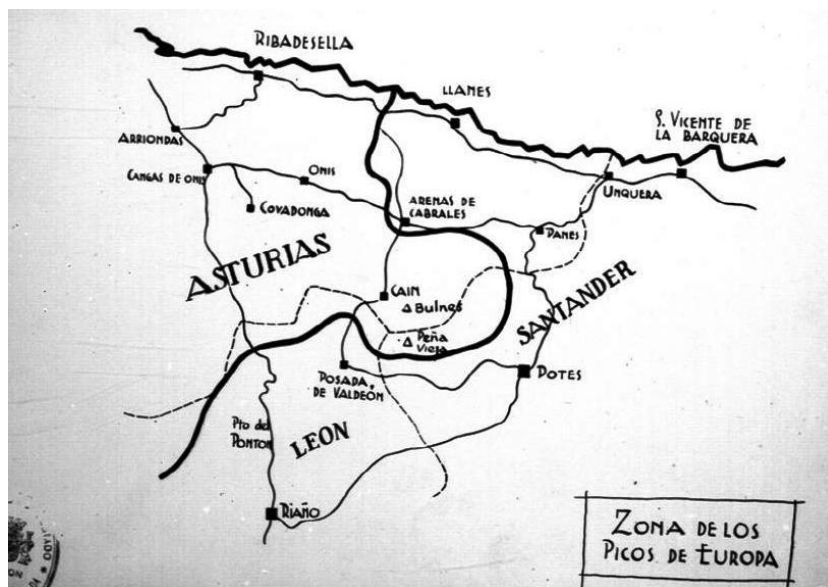 RIBADESELLA
LLANES
S. VICENTE DE
LA BARQUERA
ARRIONDAS
CANGAS DE ONIS
ONIS
COVADONGA
ARENAS DE
CABRALES
UNQUERA
PANES
ASTURIAS
CAIN
Bulnes
SANTANDER
Peña
Vieja
POSADA
DE VALDEÓN
POTES
Pto del
PONTON
LEON
RIAÑO
ZONA DE LOS
PICOS DE EUROPA